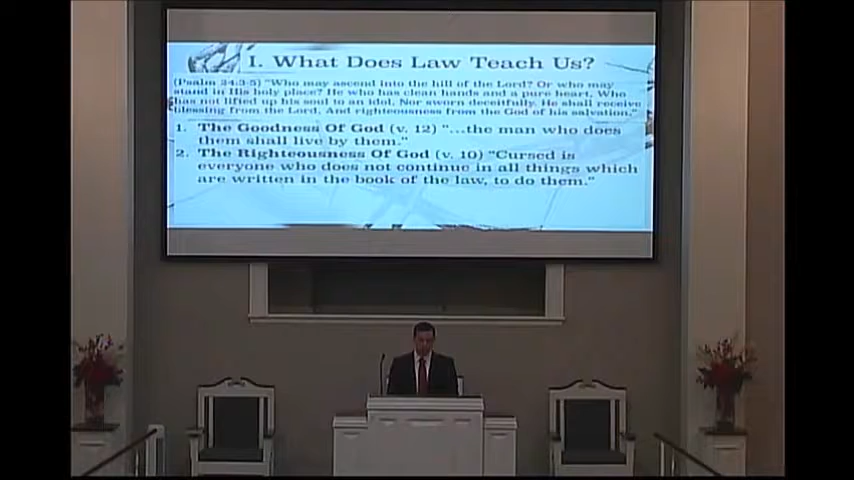 I. What Does Law Teach Us?
(Psalm 24:3-5) "Who may ascend into the hill of the Lord? Or who may
stand in His holy place? He who has clean hands and a pure heart, Who
has not lifted up his soul to an idol, Nor sworn deceitfully. He shall receive
blessing from the Lord, And righteousness from the God of his salvation."
1. The Goodness Of God (v. 12) "...the man who does
them shall live by them."
2. The Righteousness Of God (v. 10) "Cursed is
everyone who does not continue in all things which
are written in the book of the law, to do them."